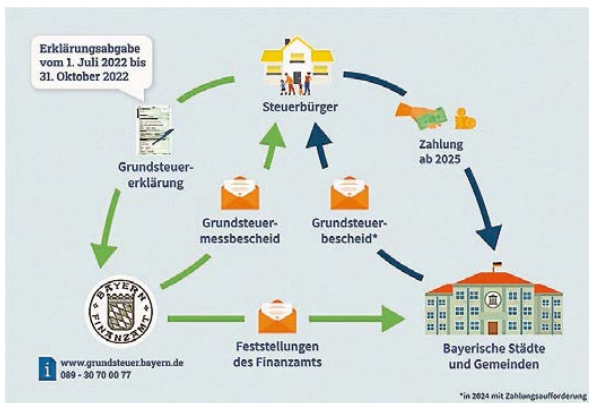 Erklärungsabgabe
vom 1. Juli 2022 bis
31. Oktober 2022
Steuerbürger
Grundsteuer-
erklärung
Zahlung
ab 2025
Grundsteuer-
messbescheid
Grundsteuer-
bescheid*
BAYERN
FINANZAMT
Feststellungen
des Finanzamts
Bayerische Städte
und Gemeinden
i
www.grundsteuer.bayern.de
089 - 30 70 00 77
*in 2024 mit Zahlungsaufforderung